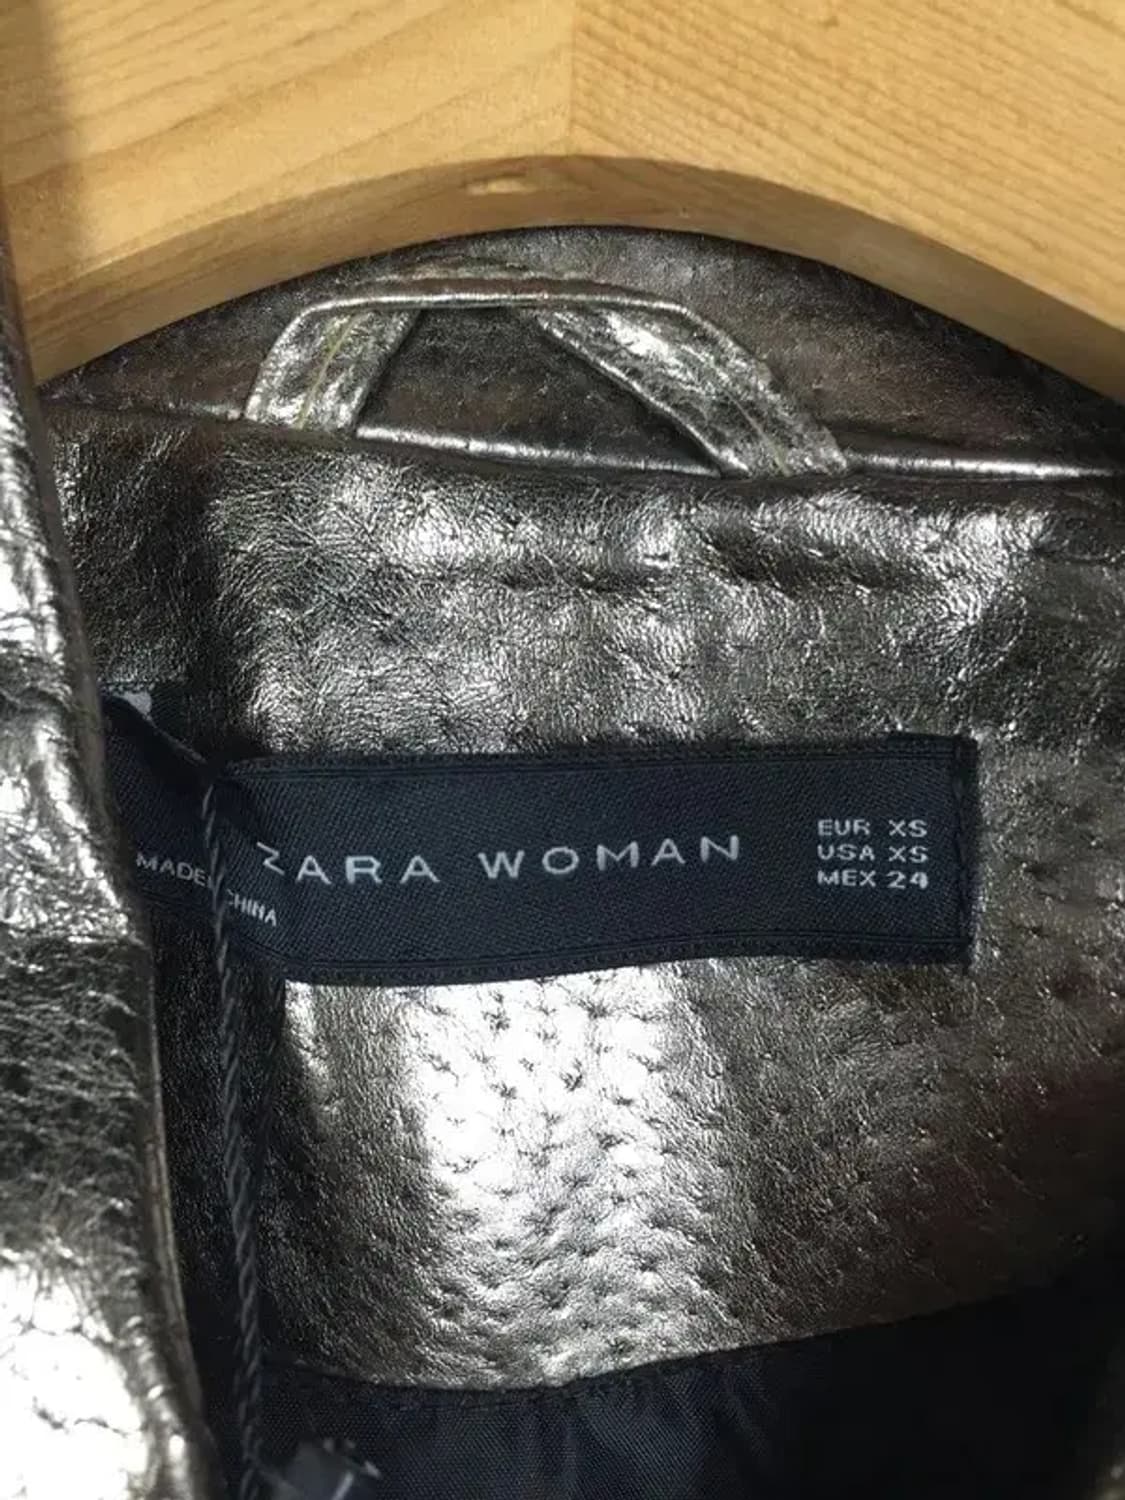 ZARA WOMAN
EUR XS
USA XS
MEX 24
MADE
CHINA